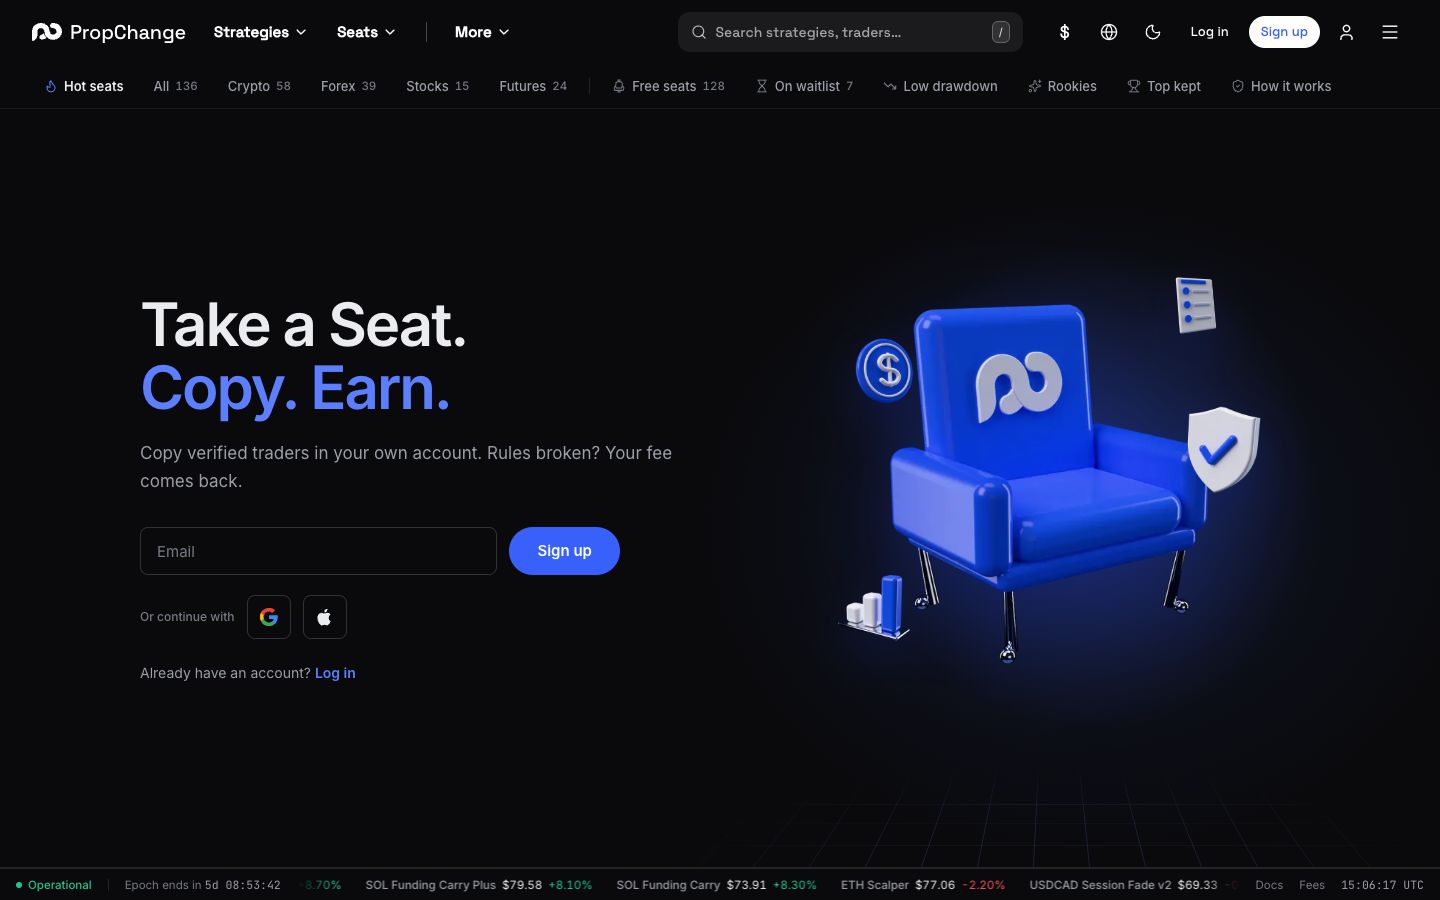 PropChange Strategies Seats More Search strategies, traders... / $ Log in Sign up
Hot seats All 136 Crypto 58 Forex 39 Stocks 15 Futures 24 Free seats 128 On waitlist 7 Low drawdown Rookies Top kept How it works
Take a Seat.
Copy. Earn.
Copy verified traders in your own account. Rules broken? Your fee
comes back.
Email Sign up
Or continue with
Already have an account? Log in
Operational Epoch ends in 5d 08:53:42 8.70% SOL Funding Carry Plus $79.58 +8.10% SOL Funding Carry $73.91 +8.30% ETH Scalper $77.06 -2.20% USDCAD Session Fade v2 $69.33 Docs Fees 15:06:17 UTC